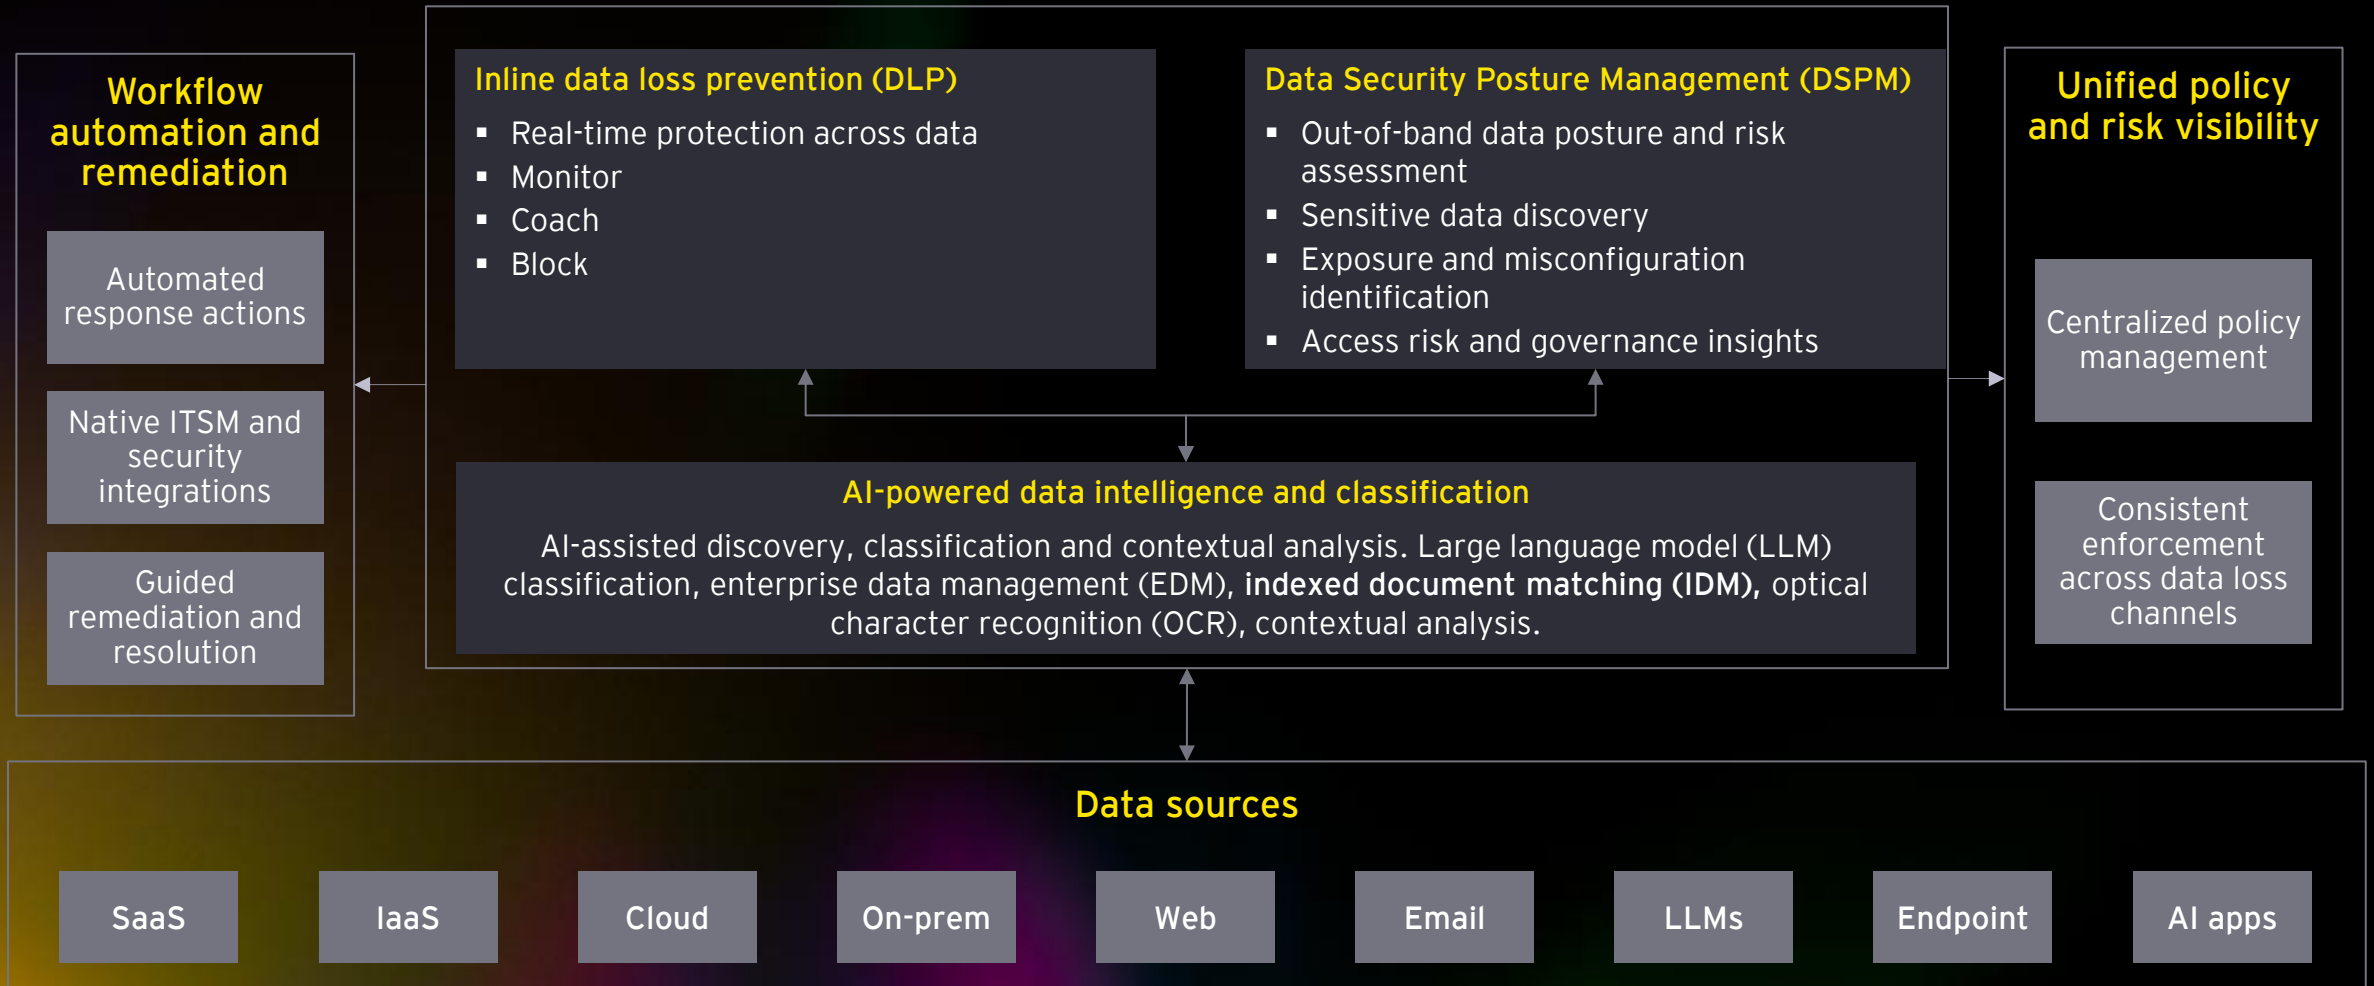 Workflow
automation and
remediation
Automated
response actions
Native ITSM and
security
integrations
Guided
remediation and
resolution
Inline data loss prevention (DLP)
▪ Real-time protection across data
▪ Monitor
▪ Coach
▪ Block
Data Security Posture Management (DSPM)
▪ Out-of-band data posture and risk
assessment
▪ Sensitive data discovery
▪ Exposure and misconfiguration
identification
▪ Access risk and governance insights
AI-powered data intelligence and classification
AI-assisted discovery, classification and contextual analysis. Large language model (LLM)
classification, enterprise data management (EDM), indexed document matching (IDM), optical
character recognition (OCR), contextual analysis.
Unified policy
and risk visibility
Centralized policy
management
Consistent
enforcement
across data loss
channels
Data sources
SaaS
IaaS
Cloud
On-prem
Web
Email
LLMs
Endpoint
AI apps